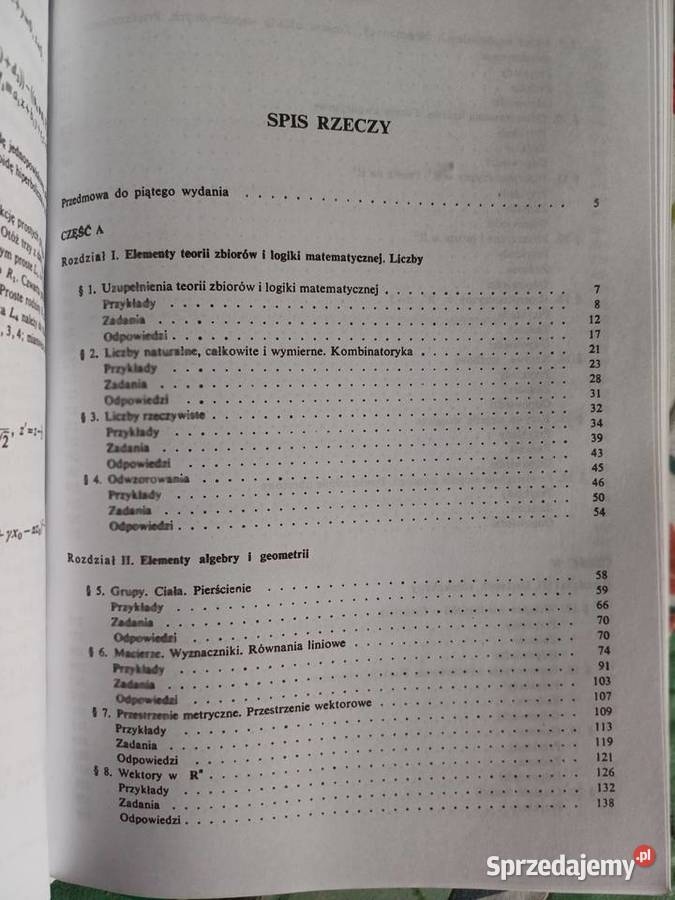 SPIS RZECZY
Przedmowa do piątego wydania . . . . . . . . . . . . . . . . . . . . . . . . 5
CZĘŚĆ A
Rozdział I. Elementy teorii zbiorów i logiki matematycznej. Liczby
§ 1. Uzupełnienia teorii zbiorów i logiki matematycznej . . . . . . . . . . . . . 7
Przykłady . . . . . . . . . . . . . . . . . . . . . . . . 8
Zadania . . . . . . . . . . . . . . . . . . . . . . . . 12
Odpowiedzi . . . . . . . . . . . . . . . . . . . . . . . . 17
§ 2. Liczby naturalne, całkowite i wymierne. Kombinatoryka . . . . . . . . . . . 21
Przykłady . . . . . . . . . . . . . . . . . . . . . . . . 23
Zadania . . . . . . . . . . . . . . . . . . . . . . . . 28
Odpowiedzi . . . . . . . . . . . . . . . . . . . . . . . . 31
§ 3. Liczby rzeczywiste . . . . . . . . . . . . . . . . . . . . . . 32
Przykłady . . . . . . . . . . . . . . . . . . . . . . . . 34
Zadania . . . . . . . . . . . . . . . . . . . . . . . . 39
Odpowiedzi . . . . . . . . . . . . . . . . . . . . . . . . 43
§ 4. Odwzorowania . . . . . . . . . . . . . . . . . . . . . . 45
Przykłady . . . . . . . . . . . . . . . . . . . . . . . . 46
Zadania . . . . . . . . . . . . . . . . . . . . . . . . 50
Odpowiedzi . . . . . . . . . . . . . . . . . . . . . . . . 54
Rozdział II. Elementy algebry i geometrii
§ 5. Grupy. Ciała. Pierścienie . . . . . . . . . . . . . . . . . . . 58
Przykłady . . . . . . . . . . . . . . . . . . . . . . . . 59
Zadania . . . . . . . . . . . . . . . . . . . . . . . . 66
Odpowiedzi . . . . . . . . . . . . . . . . . . . . . . . . 70
§ 6. Macierze. Wyznaczniki. Równania liniowe . . . . . . . . . . . . . . . 70
Przykłady . . . . . . . . . . . . . . . . . . . . . . . . 74
Zadania . . . . . . . . . . . . . . . . . . . . . . . . 91
Odpowiedzi . . . . . . . . . . . . . . . . . . . . . . . . 103
§ 7. Przestrzenie metryczne. Przestrzenie wektorowe . . . . . . . . . . . . . 107
Przykłady . . . . . . . . . . . . . . . . . . . . . . . . 109
Zadania . . . . . . . . . . . . . . . . . . . . . . . . 113
Odpowiedzi . . . . . . . . . . . . . . . . . . . . . . . . 119
§ 8. Wektory w Rⁿ . . . . . . . . . . . . . . . . . . . . . . 121
Przykłady . . . . . . . . . . . . . . . . . . . . . . . . 126
Zadania . . . . . . . . . . . . . . . . . . . . . . . . 132
Odpowiedzi . . . . . . . . . . . . . . . . . . . . . . . . 138
Sprzedajemy.pl